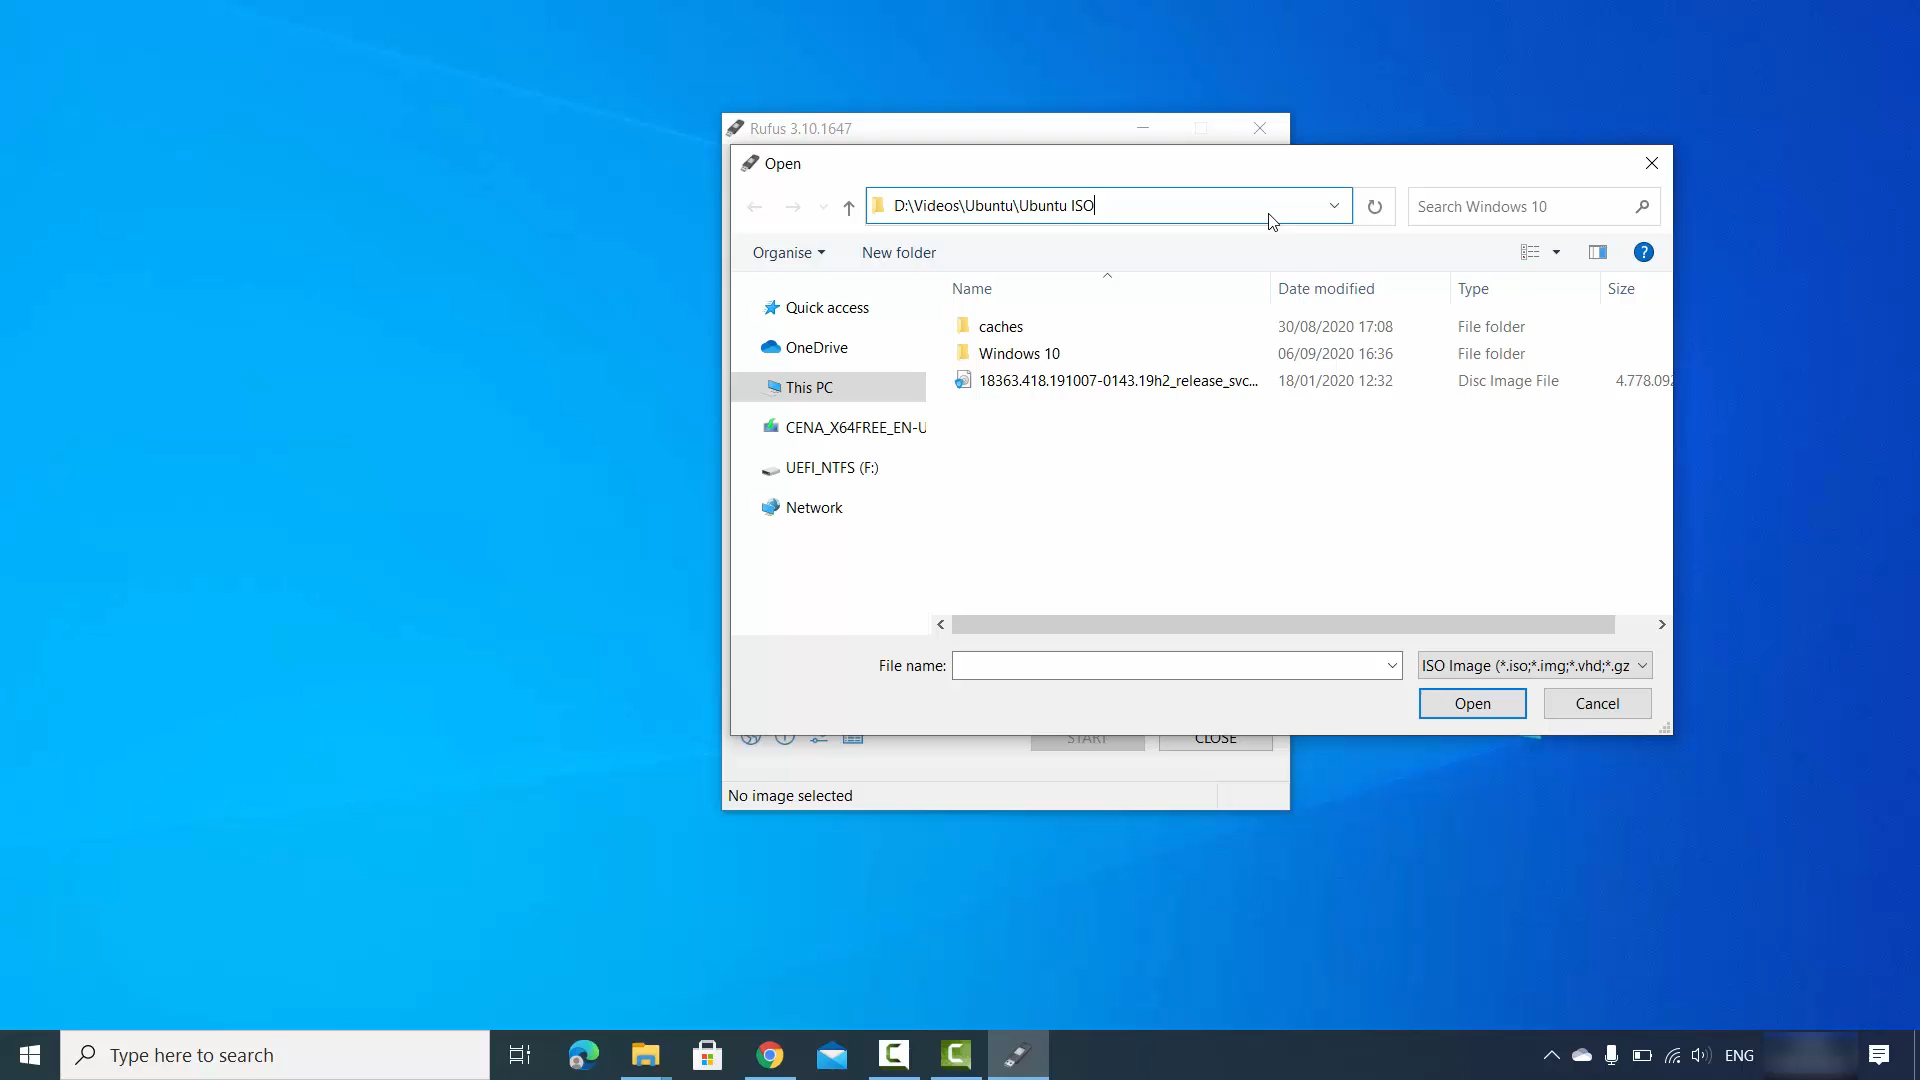 Rufus 3.10.1647
Open
D:\Videos\Ubuntu\Ubuntu ISO
Search Windows 10
Organise
New folder
Name
Date modified
Type
Size
Quick access
OneDrive
This PC
CENA_X64FREE_EN-U
UEFI_NTFS (F:)
Network
caches
30/08/2020 17:08
File folder
Windows 10
06/09/2020 16:36
File folder
18363.418.191007-0143.19h2_release_svc...
18/01/2020 12:32
Disc Image File
4.778.092
File name:
ISO Image (*.iso;*.img;*.vhd;*.gz
Open
Cancel
START
CLOSE
No image selected
Type here to search
ENG